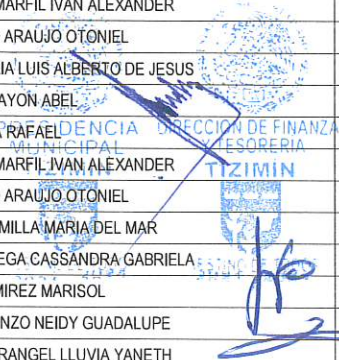 MARFIL IVAN ALEXANDER
ARAUJO OTONIEL
IA LUIS ALBERTO DE JESUS
AYON ABEL
RAFAEL
PRESIDENCIA MUNICIPAL
TIZIMIN
DIRECCION DE FINANZA
Y TESORERIA
TIZIMIN
MARFIL IVAN ALEXANDER
ARAUJO OTONIEL
MILLA MARIA DEL MAR
EGA CASSANDRA GABRIELA
MIREZ MARISOL
NZO NEIDY GUADALUPE
RANGEL LLUVIA YANETH